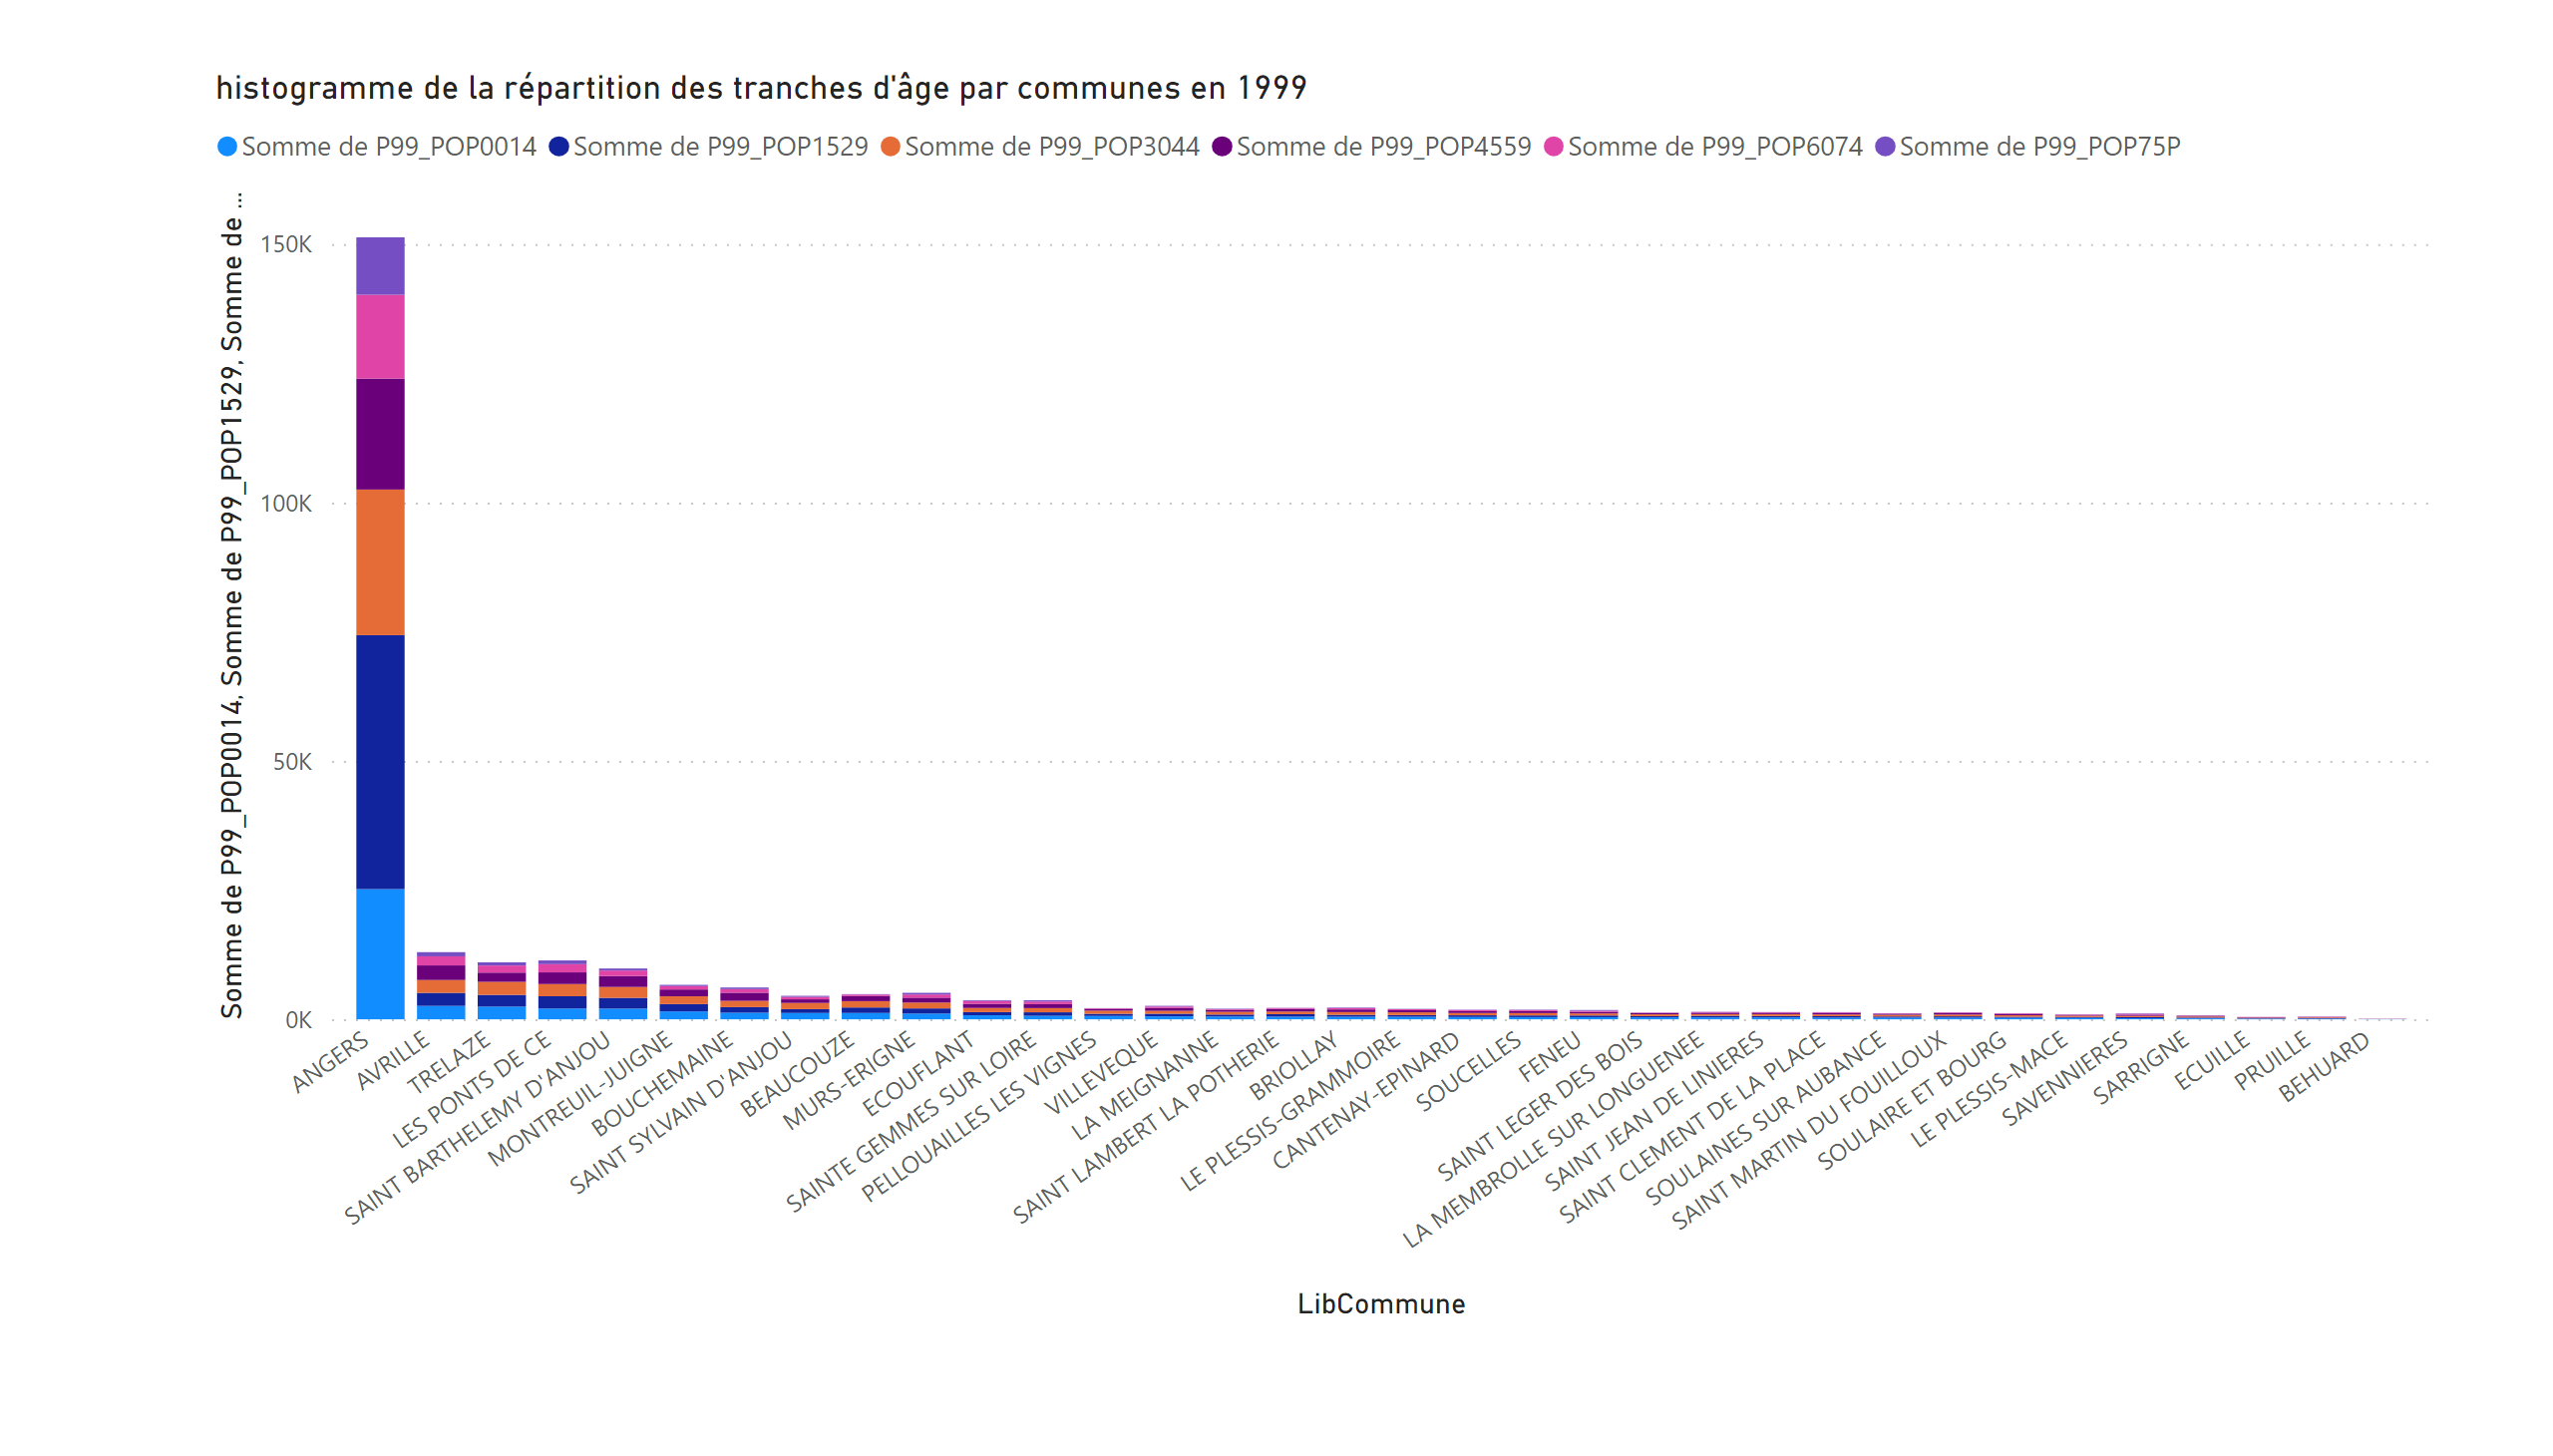 histogramme de la répartition des tranches d'âge par communes en 1999
Somme de P99_POP0014 Somme de P99_POP1529 Somme de P99_POP3044 Somme de P99_POP4559 Somme de P99_POP6074 Somme de P99_POP75P
Somme de P99_POP0014, Somme de P99_POP1529, Somme de ...
150K
100K
50K
0K
ANGERS
AVRILLE
TRELAZE
LES PONTS DE CE
SAINT BARTHELEMY D'ANJOU
MONTREUIL-JUIGNE
BOUCHEMAINE
SAINT SYLVAIN D'ANJOU
BEAUCOUZE
MURS-ERIGNE
ECOUFLANT
SAINTE GEMMES SUR LOIRE
PELLOUAILLES LES VIGNES
VILLEVEQUE
LA MEIGNANNE
SAINT LAMBERT LA POTHERIE
BRIOLLAY
LE PLESSIS-GRAMMOIRE
CANTENAY-EPINARD
SOUCELLES
FENEU
SAINT LEGER DES BOIS
LA MEMBROLLE SUR LONGUENEE
SAINT JEAN DE LINIERES
SAINT CLEMENT DE LA PLACE
SOULAINES SUR AUBANCE
SAINT MARTIN DU FOUILLOUX
SOULAIRE ET BOURG
LE PLESSIS-MACE
SAVENNIERES
SARRIGNE
ECUILLE
PRUILLE
BEHUARD
LibCommune